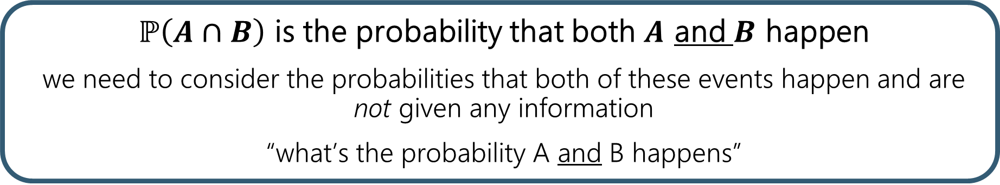 ℙ(A ∩ B) is the probability that both A and B happen
we need to consider the probabilities that both of these events happen and are
not given any information
“what’s the probability A and B happens”